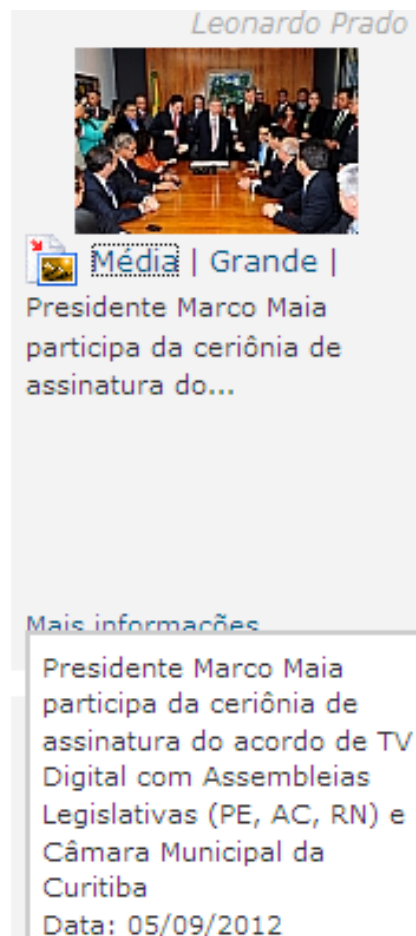 Leonardo Prado
Média | Grande |
Presidente Marco Maia
participa da ceriônia de
assinatura do...
Mais informações
Presidente Marco Maia
participa da ceriônia de
assinatura do acordo de TV
Digital com Assembleias
Legislativas (PE, AC, RN) e
Câmara Municipal da
Curitiba
Data: 05/09/2012